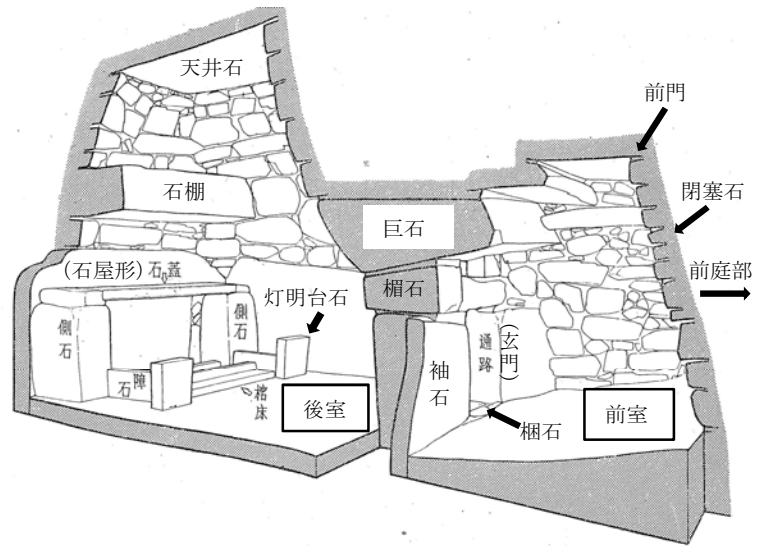 天井石
前門
石棚
閉塞石
巨石
前庭部
(石屋形)
石蓋
灯明台石
楣石
側石
側石
通路
(玄門)
袖石
障石
棺床
後室
前室
梱石